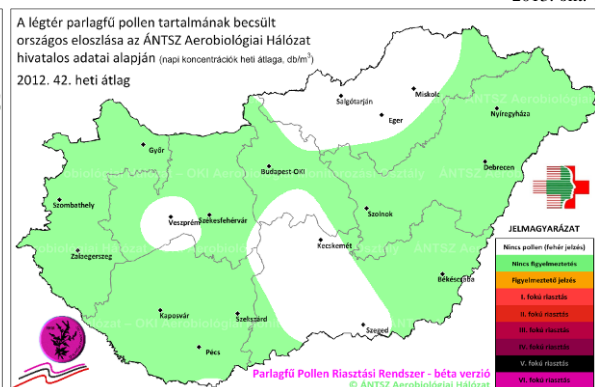 A légtér parlagfű pollen tartalmának becsült
országos eloszlása az ÁNTSZ Aerobiológiai Hálózat
hivatalos adatai alapján (napi koncentrációk heti átlaga, db/m³)
2012. 42. heti átlag
Salgótarján
Miskolc
Eger
Nyíregyháza
Győr
Budapest-OKI
Debrecen
Szombathely
Veszprém
Székesfehérvár
Szolnok
Zalaegerszeg
Kecskemét
Békéscsaba
Kaposvár
Szekszárd
Szeged
Pécs
JELMAGYARÁZAT
Nincs pollen (fehér jelzés)
Nincs figyelmeztetés
Figyelmeztető jelzés
I. fokú riasztás
II. fokú riasztás
III. fokú riasztás
IV. fokú riasztás
V. fokú riasztás
VI. fokú riasztás
Parlagfű Pollen Riasztási Rendszer - béta verzió
© ÁNTSZ Aerobiológiai Hálózat